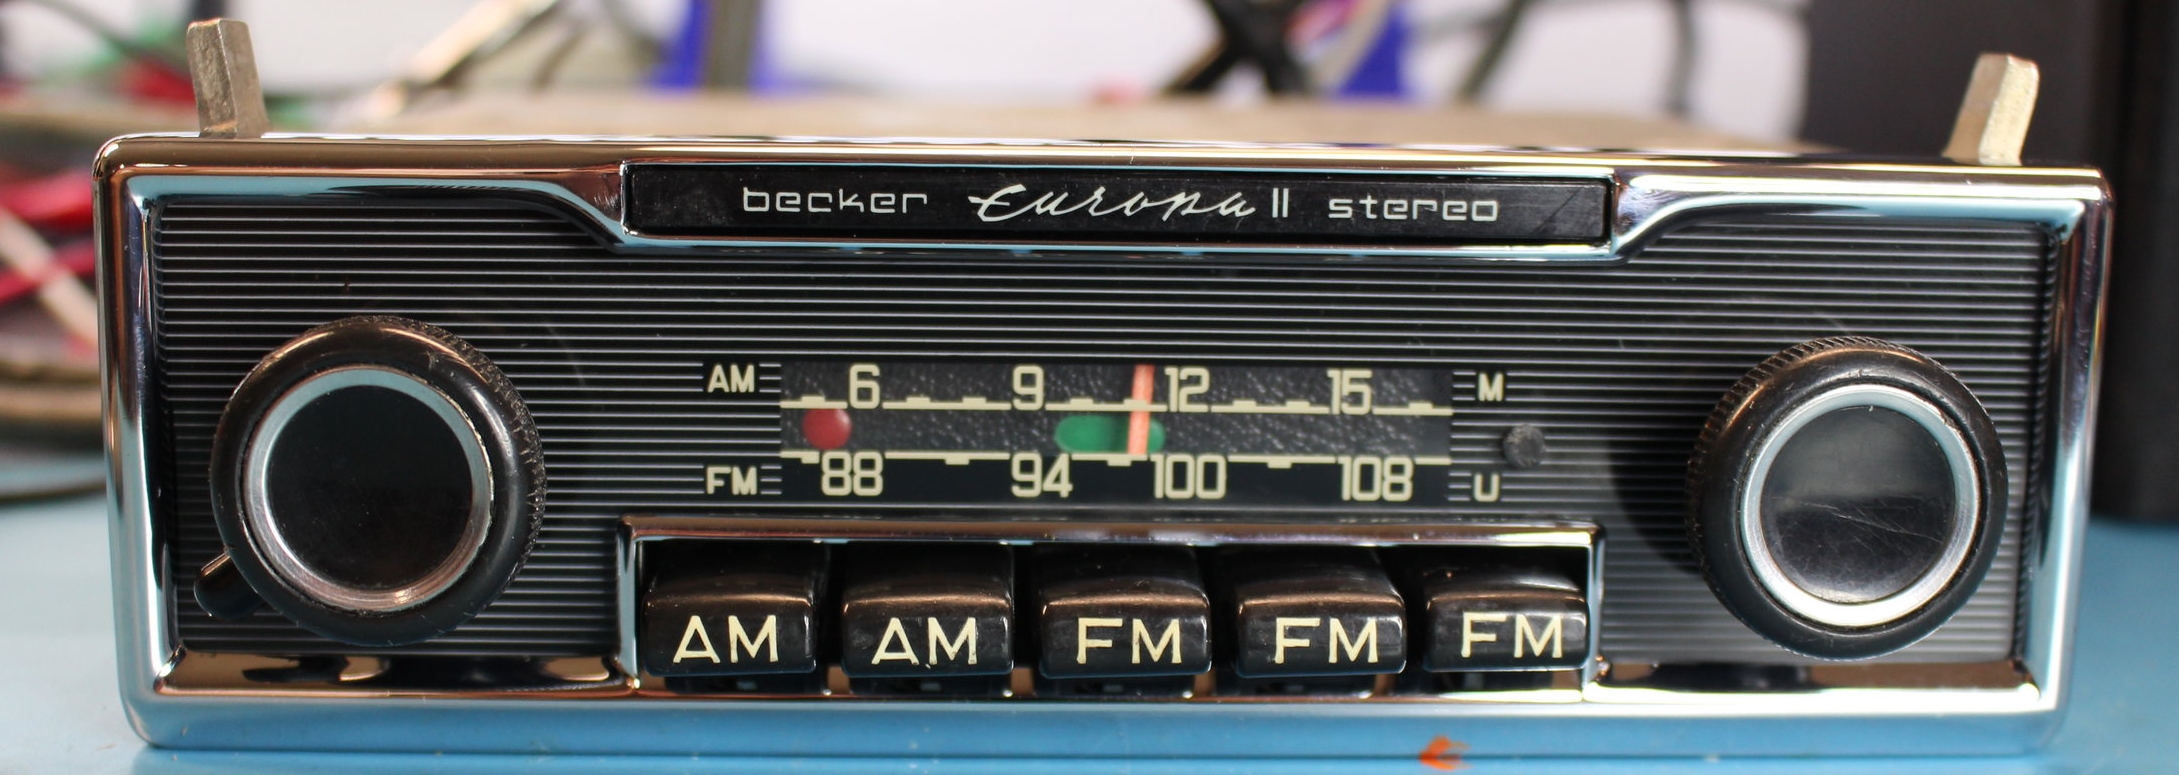 becker Europa II stereo
AM 6 9 12 15 M
FM 88 94 100 108 U
AM AM FM FM FM